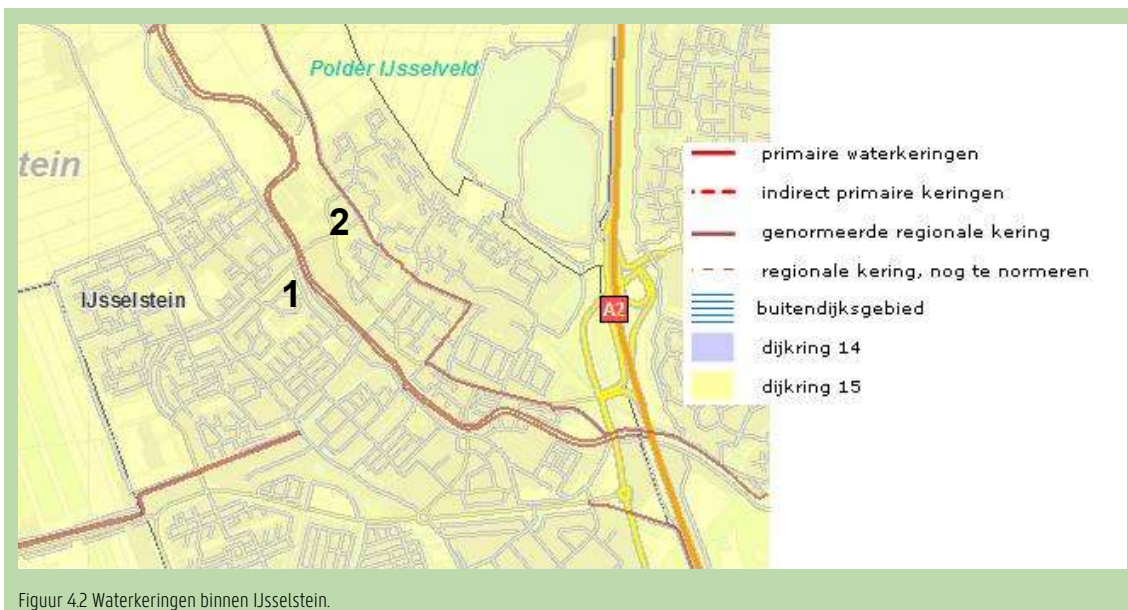 Polder IJsselveld
tein
2
1
IJsselstein
A2
primaire waterkeringen
indirect primaire keringen
genormeerde regionale kering
regionale kering, nog te normeren
buitendijksgebied
dijkring 14
dijkring 15
Figuur 4.2 Waterkeringen binnen IJsselstein.